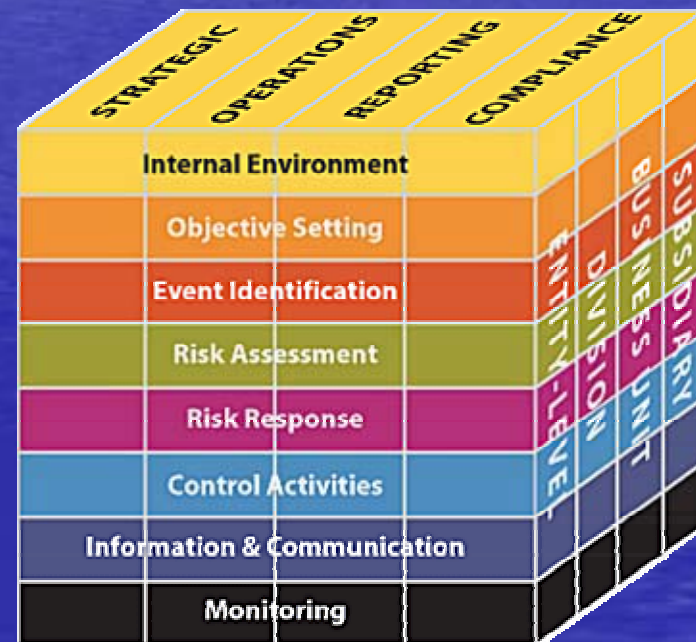 STRATEGIC
OPERATIONS
REPORTING
COMPLIANCE
Internal Environment
Objective Setting
Event Identification
Risk Assessment
Risk Response
Control Activities
Information & Communication
Monitoring
ENTITY-LEVEL
DIVISION
BUSINESS UNIT
SUBSIDIARY